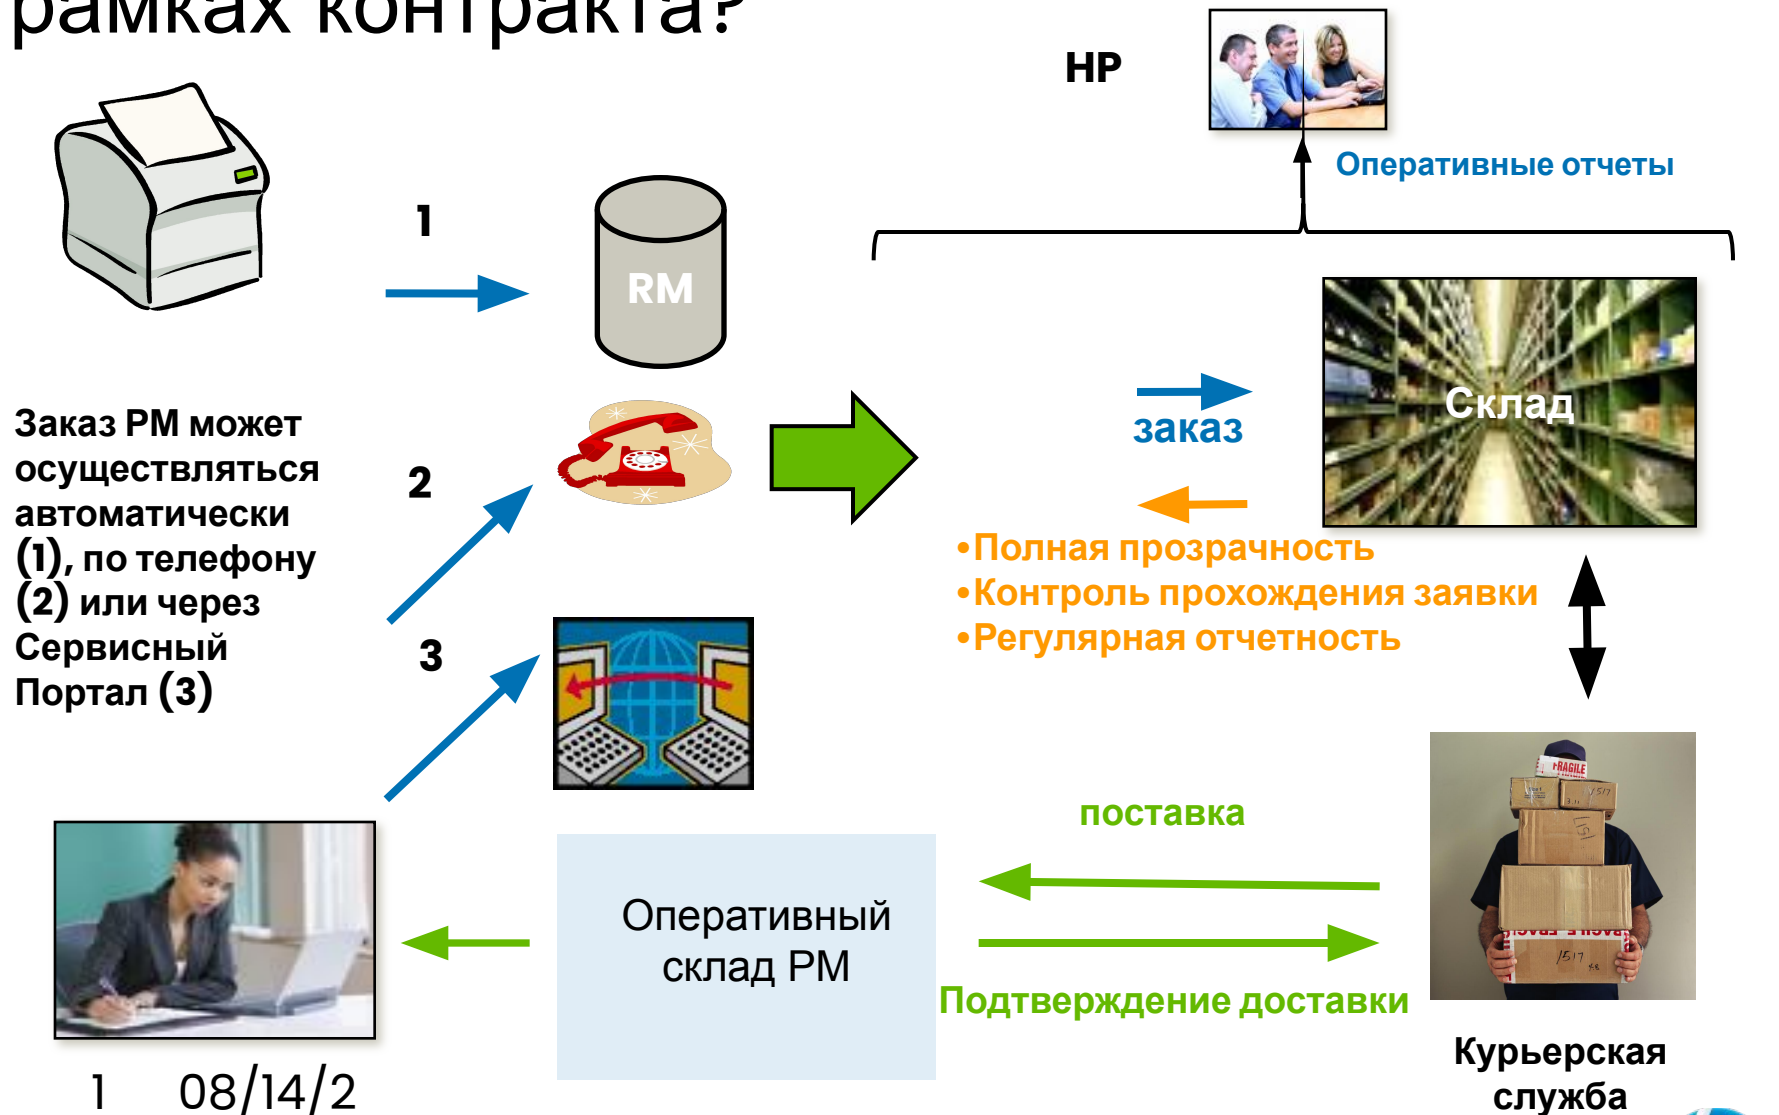 рамках контракта?
HP
Оперативные отчеты
1
RM
Склад
заказ
Заказ РМ может
осуществляться
автоматически
(1), по телефону
(2) или через
Сервисный
Портал (3)
2
•Полная прозрачность
•Контроль прохождения заявки
•Регулярная отчетность
3
FRAGILE
поставка
Оперативный
склад РМ
1517
Подтверждение доставки
Курьерская
служба
1 08/14/2